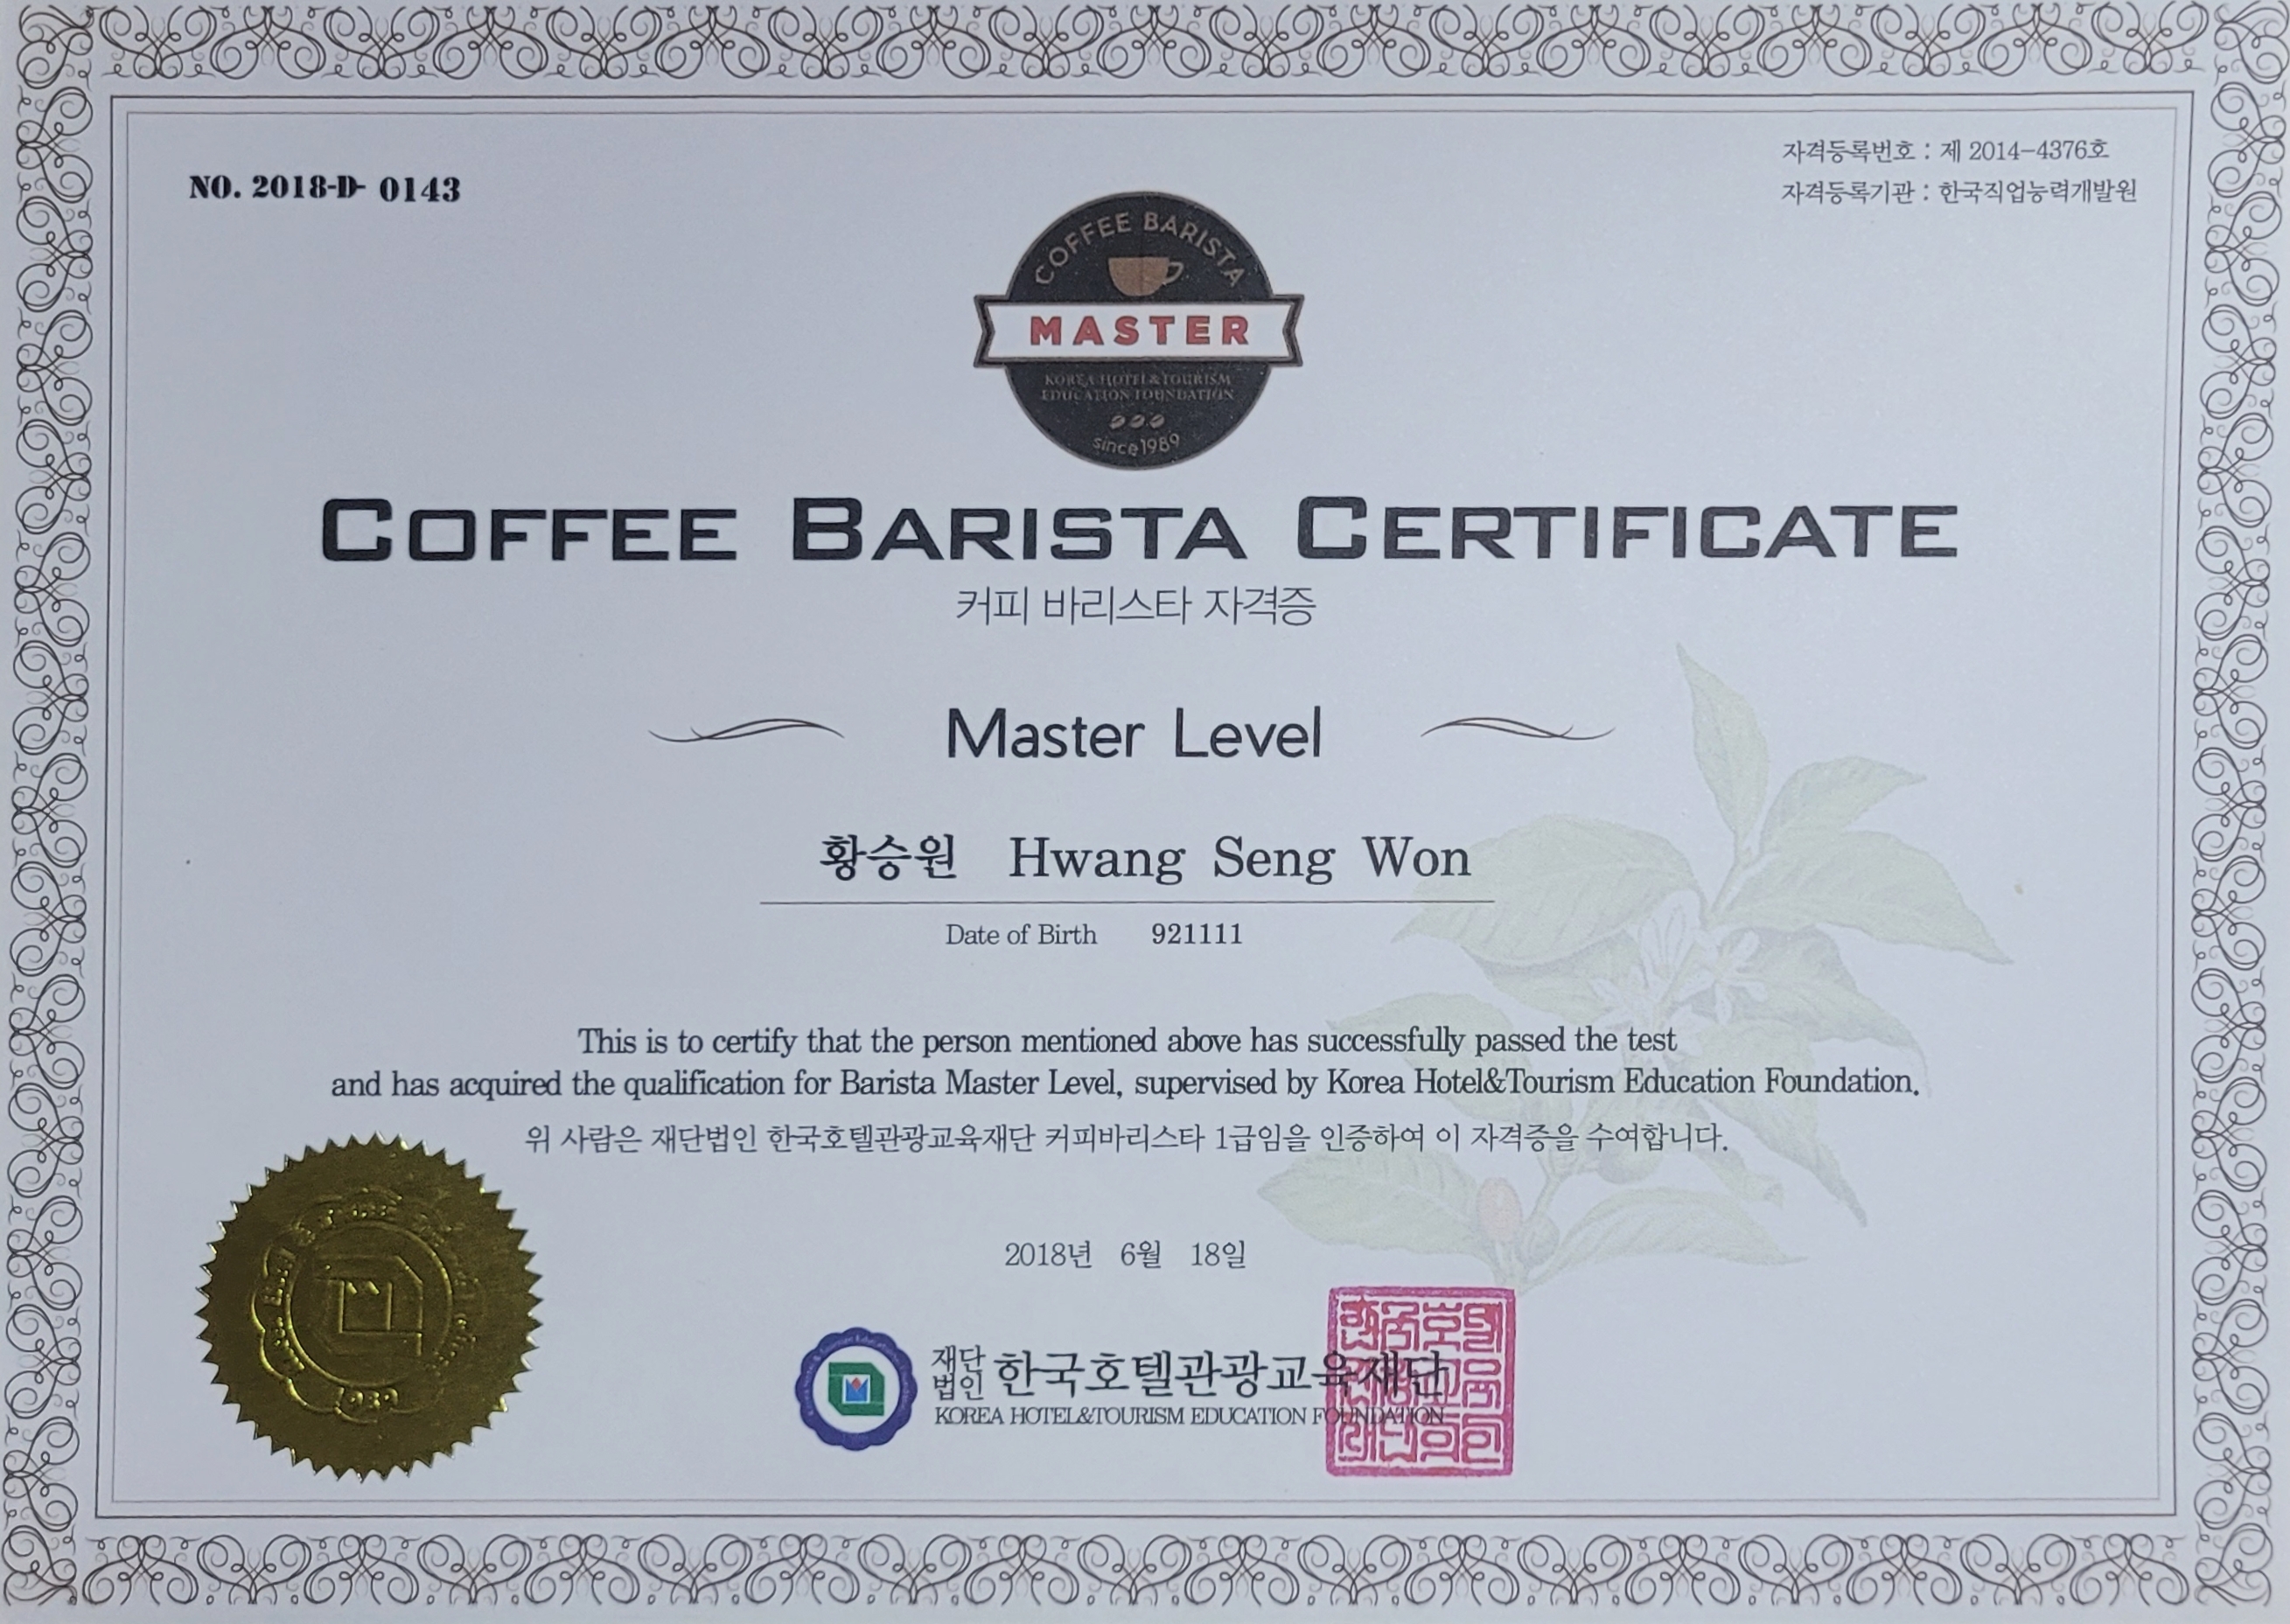 NO. 2018-D- 0143
자격등록번호 : 제 2014-4376호
자격등록기관 : 한국직업능력개발원
COFFEE BARISTA
MASTER
KOREA HOTEL&TOURISM
EDUCATION FOUNDATION
since1989
COFFEE BARISTA CERTIFICATE
커피 바리스타 자격증
Master Level
황승원 Hwang Seng Won
Date of Birth 921111
This is to certify that the person mentioned above has successfully passed the test
and has acquired the qualification for Barista Master Level, supervised by Korea Hotel&Tourism Education Foundation.
위 사람은 재단법인 한국호텔관광교육재단 커피바리스타 1급임을 인증하여 이 자격증을 수여합니다.
2018년 6월 18일
재단법인 한국호텔관광교육재단
KOREA HOTEL&TOURISM EDUCATION FOUNDATION